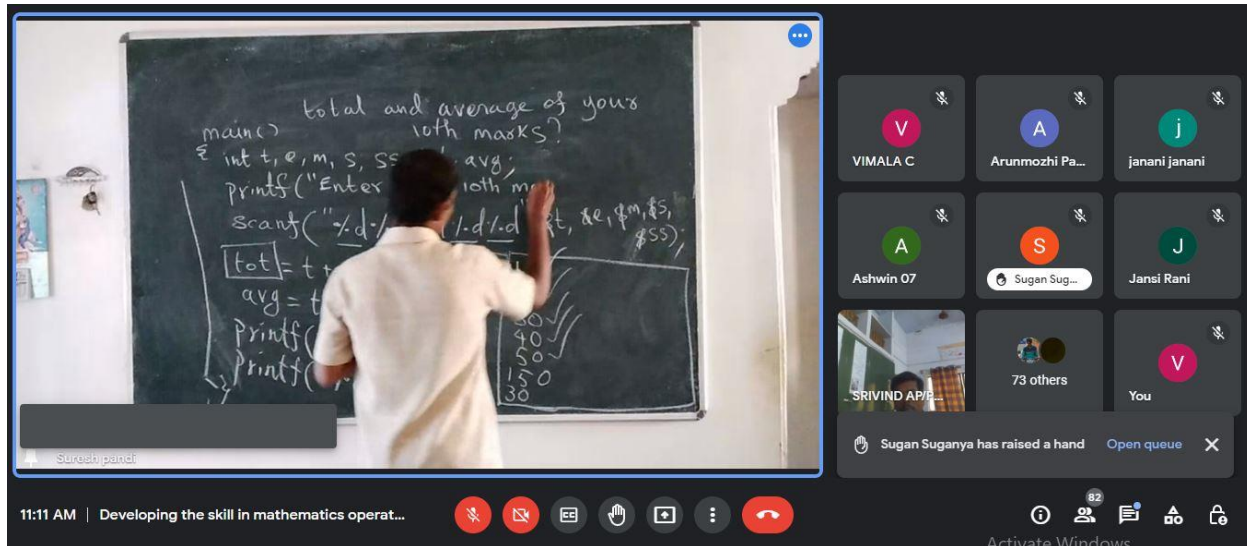 total and average of your
main() 10th marks?
{ int t, e, m, s, ss avg;
printf("Enter 10th
scanf("%d %d %d" &e, &m, &s,
&ss);
tot = t +
avg =
printf(
printf(
30
40
50
150
30
}
Suresh pandi
V
VIMALA C
A
Arunmozhi Pa...
j
janani janani
A
Ashwin 07
S
Sugan Sug...
J
Jansi Rani
SRIVIND AP/P...
73 others
V
You
Sugan Suganya has raised a hand Open queue
11:11 AM | Developing the skill in mathematics operat...
CC
82
Activate Windows